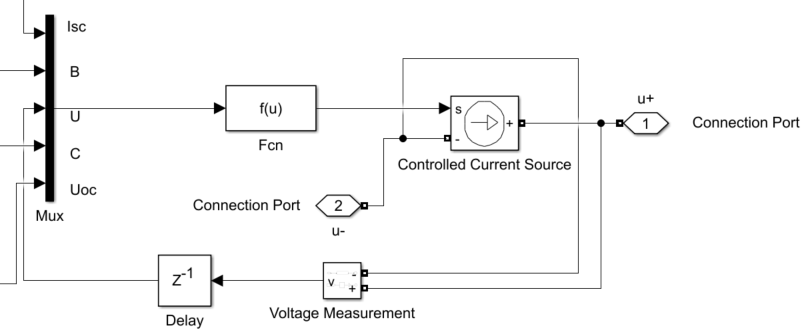 Isc
B
U
C
Uoc
Mux
f(u)
Fcn
s
-
+
Controlled Current Source
u+
1
Connection Port
Connection Port
2
u-
Z-1
Delay
v
-
+
Voltage Measurement